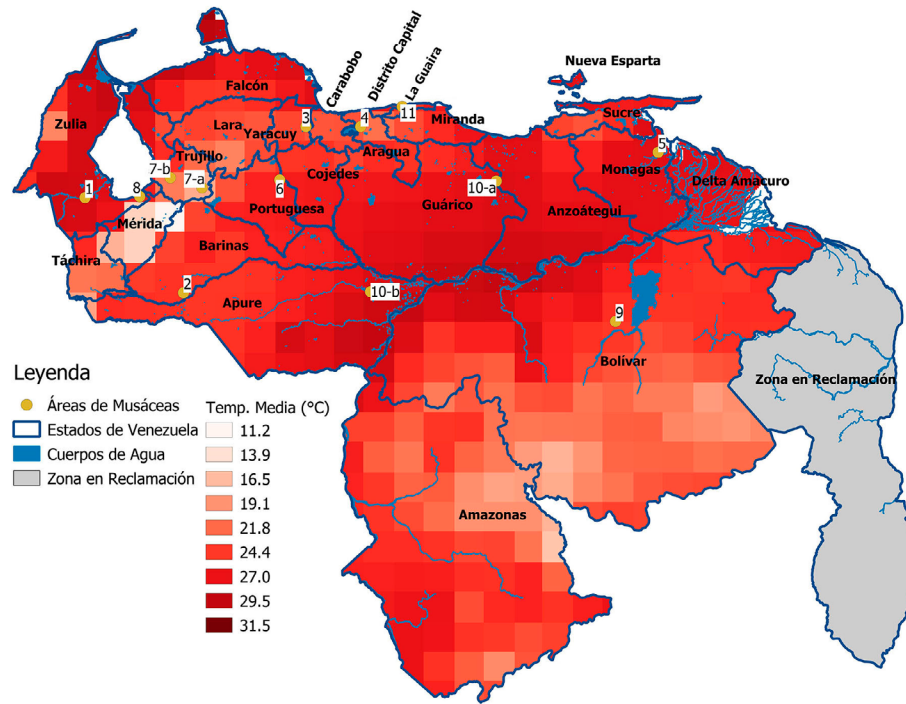 Nueva Esparta
Carabobo
Distrito Capital
La Guaira
Falcón
Sucre
Zulia
Lara
Yaracuy
3
4
11
Miranda
Trujillo
Aragua
5
7-b
7-a
Cojedes
Monagas
1
8
6
10-a
Delta Amacuro
Portuguesa
Guárico
Anzoátegui
Mérida
Barinas
Táchira
2
10-b
Apure
9
Bolívar
Zona en Reclamación
Amazonas
Leyenda
Áreas de Musáceas
Estados de Venezuela
Cuerpos de Agua
Zona en Reclamación
Temp. Media (°C)
11.2
13.9
16.5
19.1
21.8
24.4
27.0
29.5
31.5